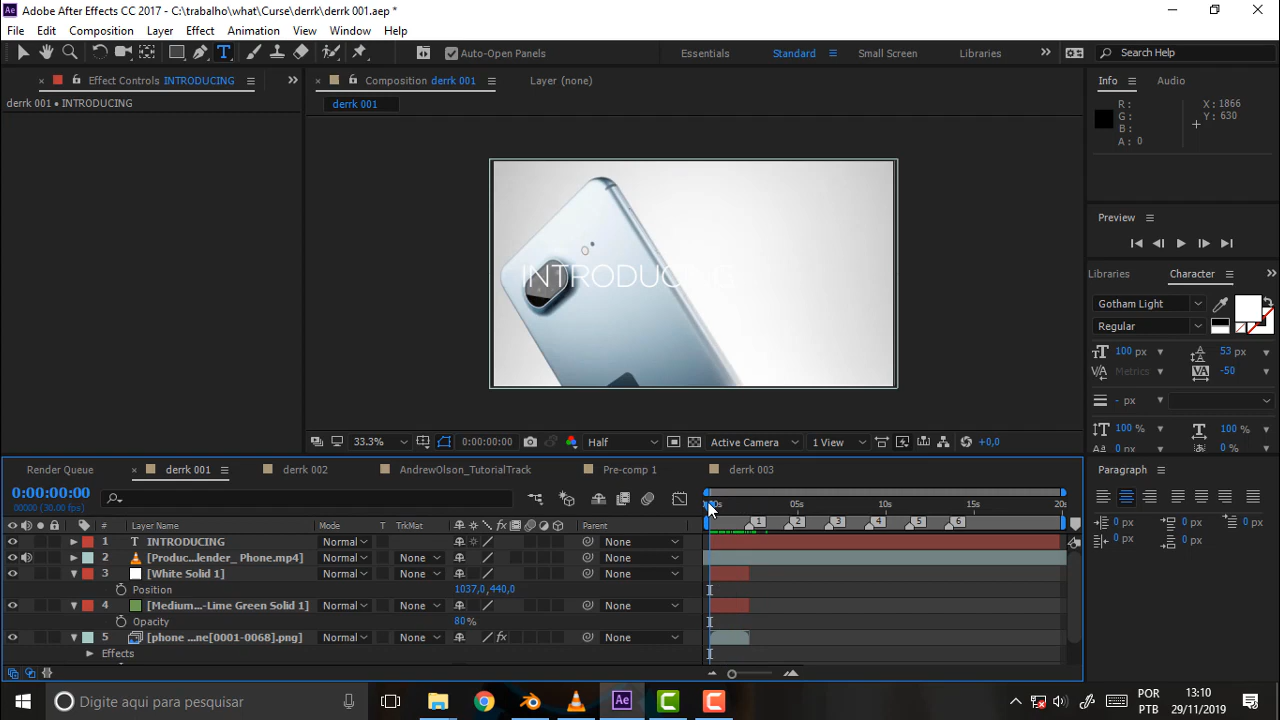 Adobe After Effects CC 2017 - C:\trabalho\what\Curse\derrk\derrk 001.aep *
File Edit Composition Layer Effect Animation View Window Help
Auto-Open Panels Essentials Standard Small Screen Libraries Search Help
Effect Controls INTRODUCING Composition derrk 001 Layer (none) Info Audio
derrk 001 • INTRODUCING derrk 001
R: G: B: A: 0
X: 1866
Y: 630
INTRODUCING
Preview
Libraries Character
Gotham Light
Regular
100 px 53 px
Metrics -50
- px
100 % 100 %
0 px 0 %
33.3% 0:00:00:00 Half Active Camera 1 View +0,0
Render Queue derrk 001 derrk 002 AndrewOlson_TutorialTrack Pre-comp 1 derrk 003
Paragraph
0:00:00:00
00000 (30.00 fps)
05s 10s 15s 20s
1 2 3 4 5 6
# Layer Name Mode T TrkMat Parent
1 T INTRODUCING Normal None
2 [Produc...lender_ Phone.mp4] Normal None None
3 [White Solid 1] Normal None None
Position 1037,0,440,0
4 [Medium...-Lime Green Solid 1] Normal None None
Opacity 80 %
5 [phone ...ne[0001-0068].png] Normal None None
Effects
0 px 0 px 0 px
0 px 0 px
Digite aqui para pesquisar
POR
PTB
13:10
29/11/2019